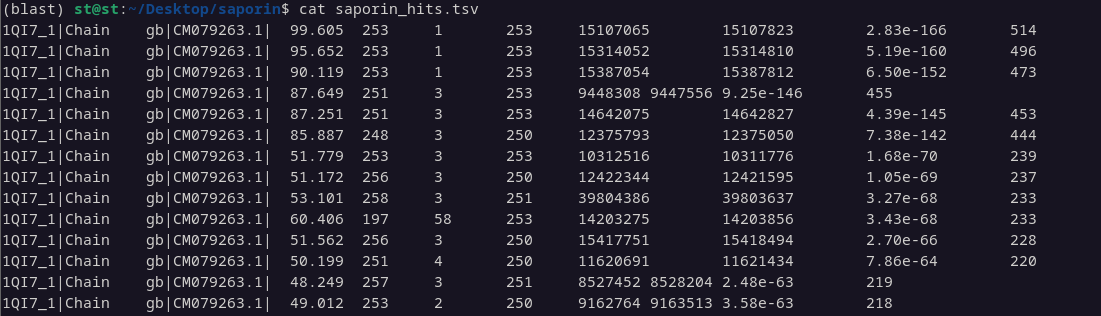 (blast) st@st:~/Desktop/saporin$ cat saporin_hits.tsv
1QI7_1|Chain gb|CM079263.1| 99.605 253 1 253 15107065 15107823 2.83e-166 514
1QI7_1|Chain gb|CM079263.1| 95.652 253 1 253 15314052 15314810 5.19e-160 496
1QI7_1|Chain gb|CM079263.1| 90.119 253 1 253 15387054 15387812 6.50e-152 473
1QI7_1|Chain gb|CM079263.1| 87.649 251 3 253 9448308 9447556 9.25e-146 455
1QI7_1|Chain gb|CM079263.1| 87.251 251 3 253 14642075 14642827 4.39e-145 453
1QI7_1|Chain gb|CM079263.1| 85.887 248 3 250 12375793 12375050 7.38e-142 444
1QI7_1|Chain gb|CM079263.1| 51.779 253 3 253 10312516 10311776 1.68e-70 239
1QI7_1|Chain gb|CM079263.1| 51.172 256 3 250 12422344 12421595 1.05e-69 237
1QI7_1|Chain gb|CM079263.1| 53.101 258 3 251 39804386 39803637 3.27e-68 233
1QI7_1|Chain gb|CM079263.1| 60.406 197 58 253 14203275 14203856 3.43e-68 233
1QI7_1|Chain gb|CM079263.1| 51.562 256 3 250 15417751 15418494 2.70e-66 228
1QI7_1|Chain gb|CM079263.1| 50.199 251 4 250 11620691 11621434 7.86e-64 220
1QI7_1|Chain gb|CM079263.1| 48.249 257 3 251 8527452 8528204 2.48e-63 219
1QI7_1|Chain gb|CM079263.1| 49.012 253 2 250 9162764 9163513 3.58e-63 218